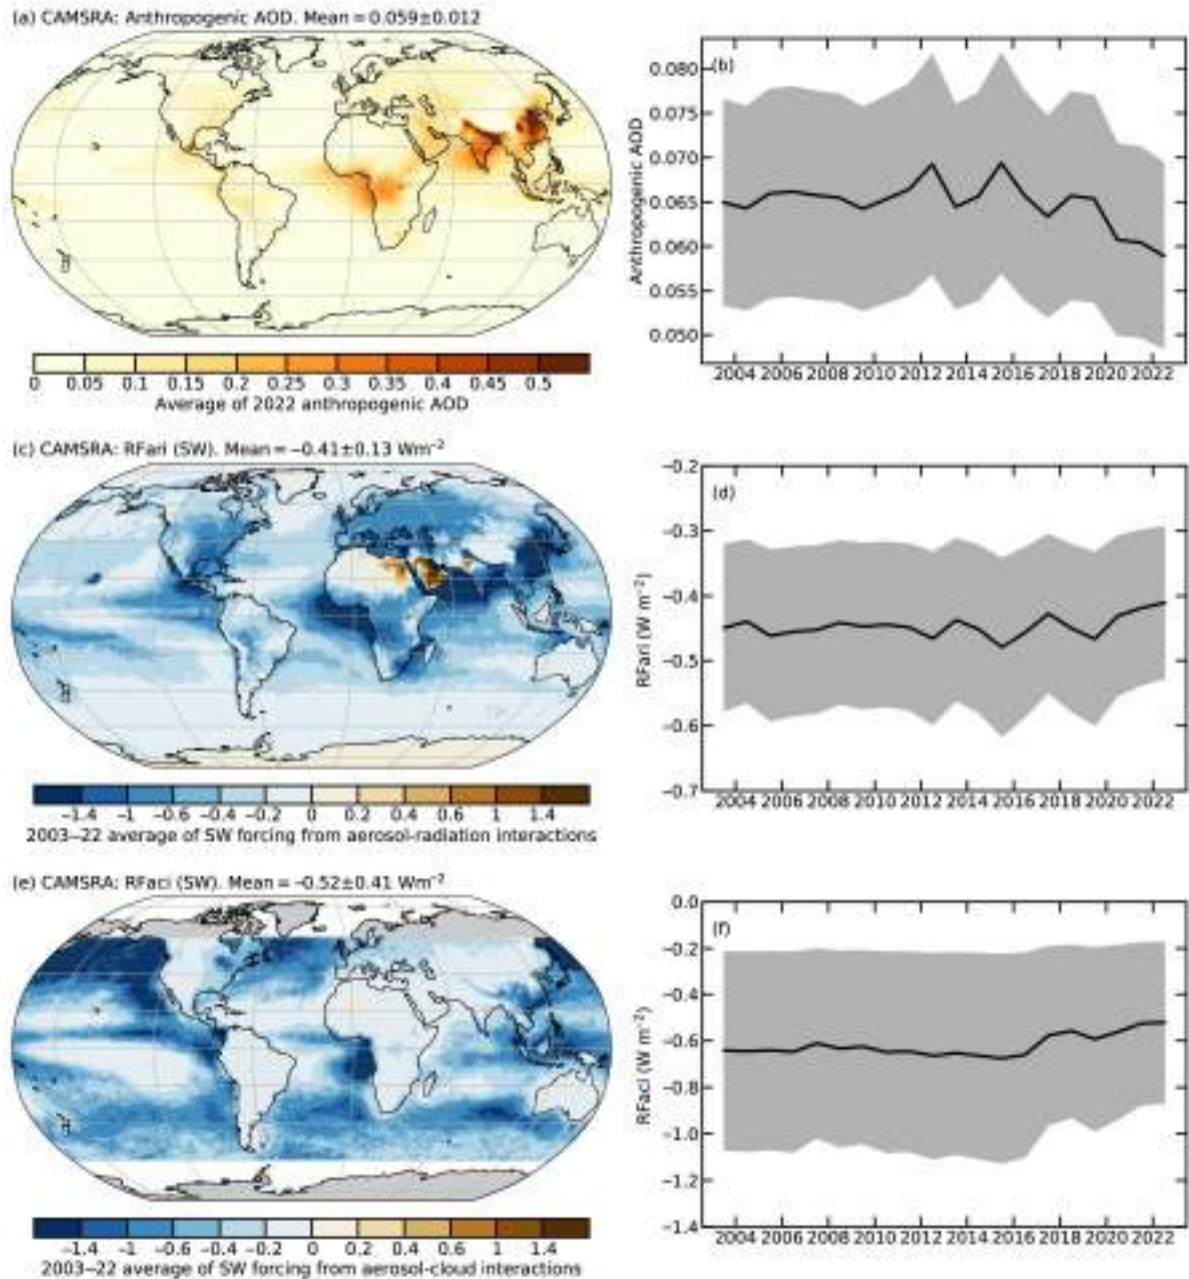 (a) CAMSRA: Anthropogenic AOD. Mean = 0.059±0.012
0 0.05 0.1 0.15 0.2 0.25 0.3 0.35 0.4 0.45 0.5
Average of 2022 anthropogenic AOD
(b)
Anthropogenic AOD
0.080
0.075
0.070
0.065
0.060
0.055
0.050
2004 2006 2008 2010 2012 2014 2016 2018 2020 2022
(c) CAMSRA: RFari (SW). Mean = −0.41±0.13 Wm⁻²
−1.4 −1 −0.6 −0.4 −0.2 0 0.2 0.4 0.6 1 1.4
2003–22 average of SW forcing from aerosol-radiation interactions
(d)
RFari (W m⁻²)
−0.2
−0.3
−0.4
−0.5
−0.6
−0.7
2004 2006 2008 2010 2012 2014 2016 2018 2020 2022
(e) CAMSRA: RFaci (SW). Mean = −0.52±0.41 Wm⁻²
−1.4 −1 −0.6 −0.4 −0.2 0 0.2 0.4 0.6 1 1.4
2003–22 average of SW forcing from aerosol-cloud interactions
(f)
RFaci (W m⁻²)
0.0
−0.2
−0.4
−0.6
−0.8
−1.0
−1.2
−1.4
2004 2006 2008 2010 2012 2014 2016 2018 2020 2022